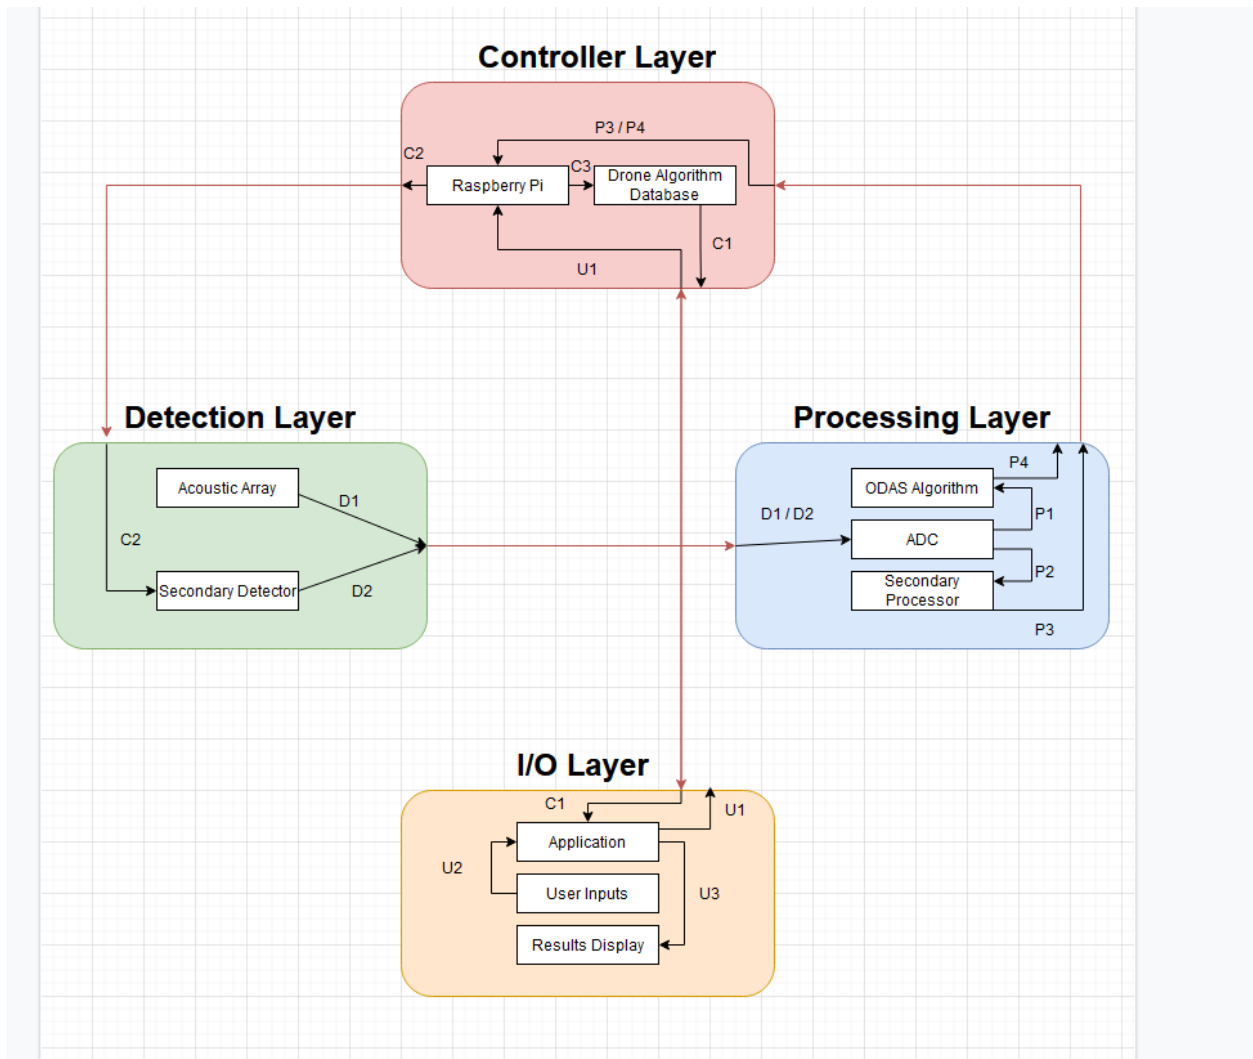 Controller Layer
P3 / P4
C2
C3
Raspberry Pi
Drone Algorithm
Database
C1
U1
Detection Layer
Acoustic Array
D1
C2
Secondary Detector
D2
Processing Layer
P4
ODAS Algorithm
D1 / D2
P1
ADC
P2
Secondary
Processor
P3
I/O Layer
C1
U1
Application
U2
User Inputs
U3
Results Display